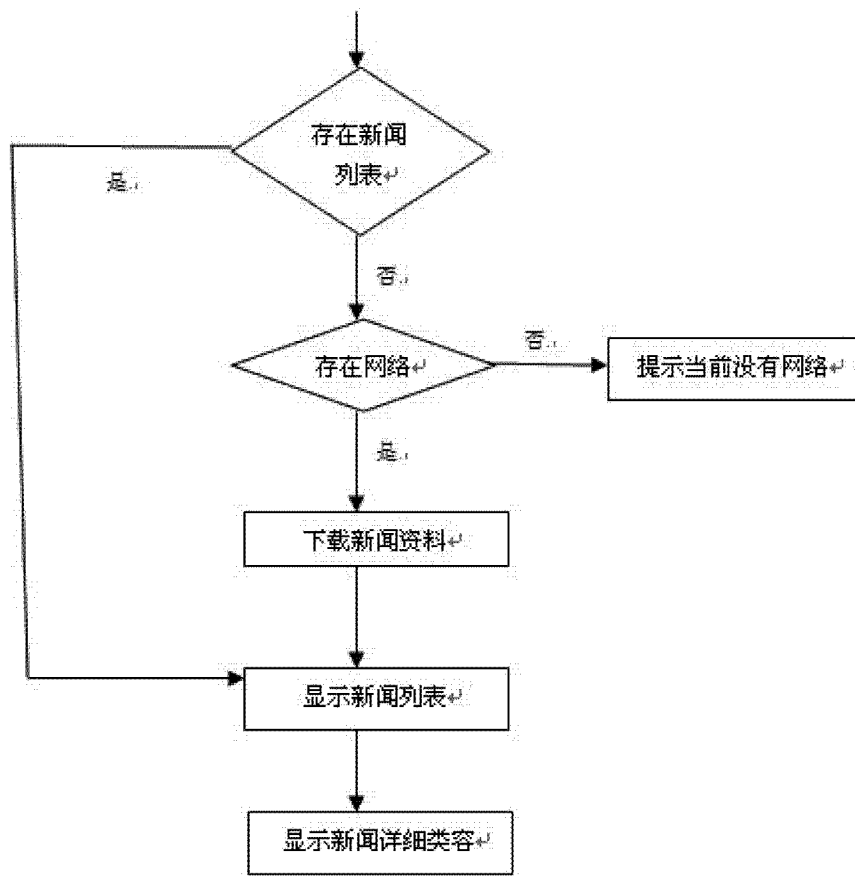 存在新闻
列表
是
否
存在网络
否
提示当前没有网络
是
下载新闻资料
显示新闻列表
显示新闻详细类容